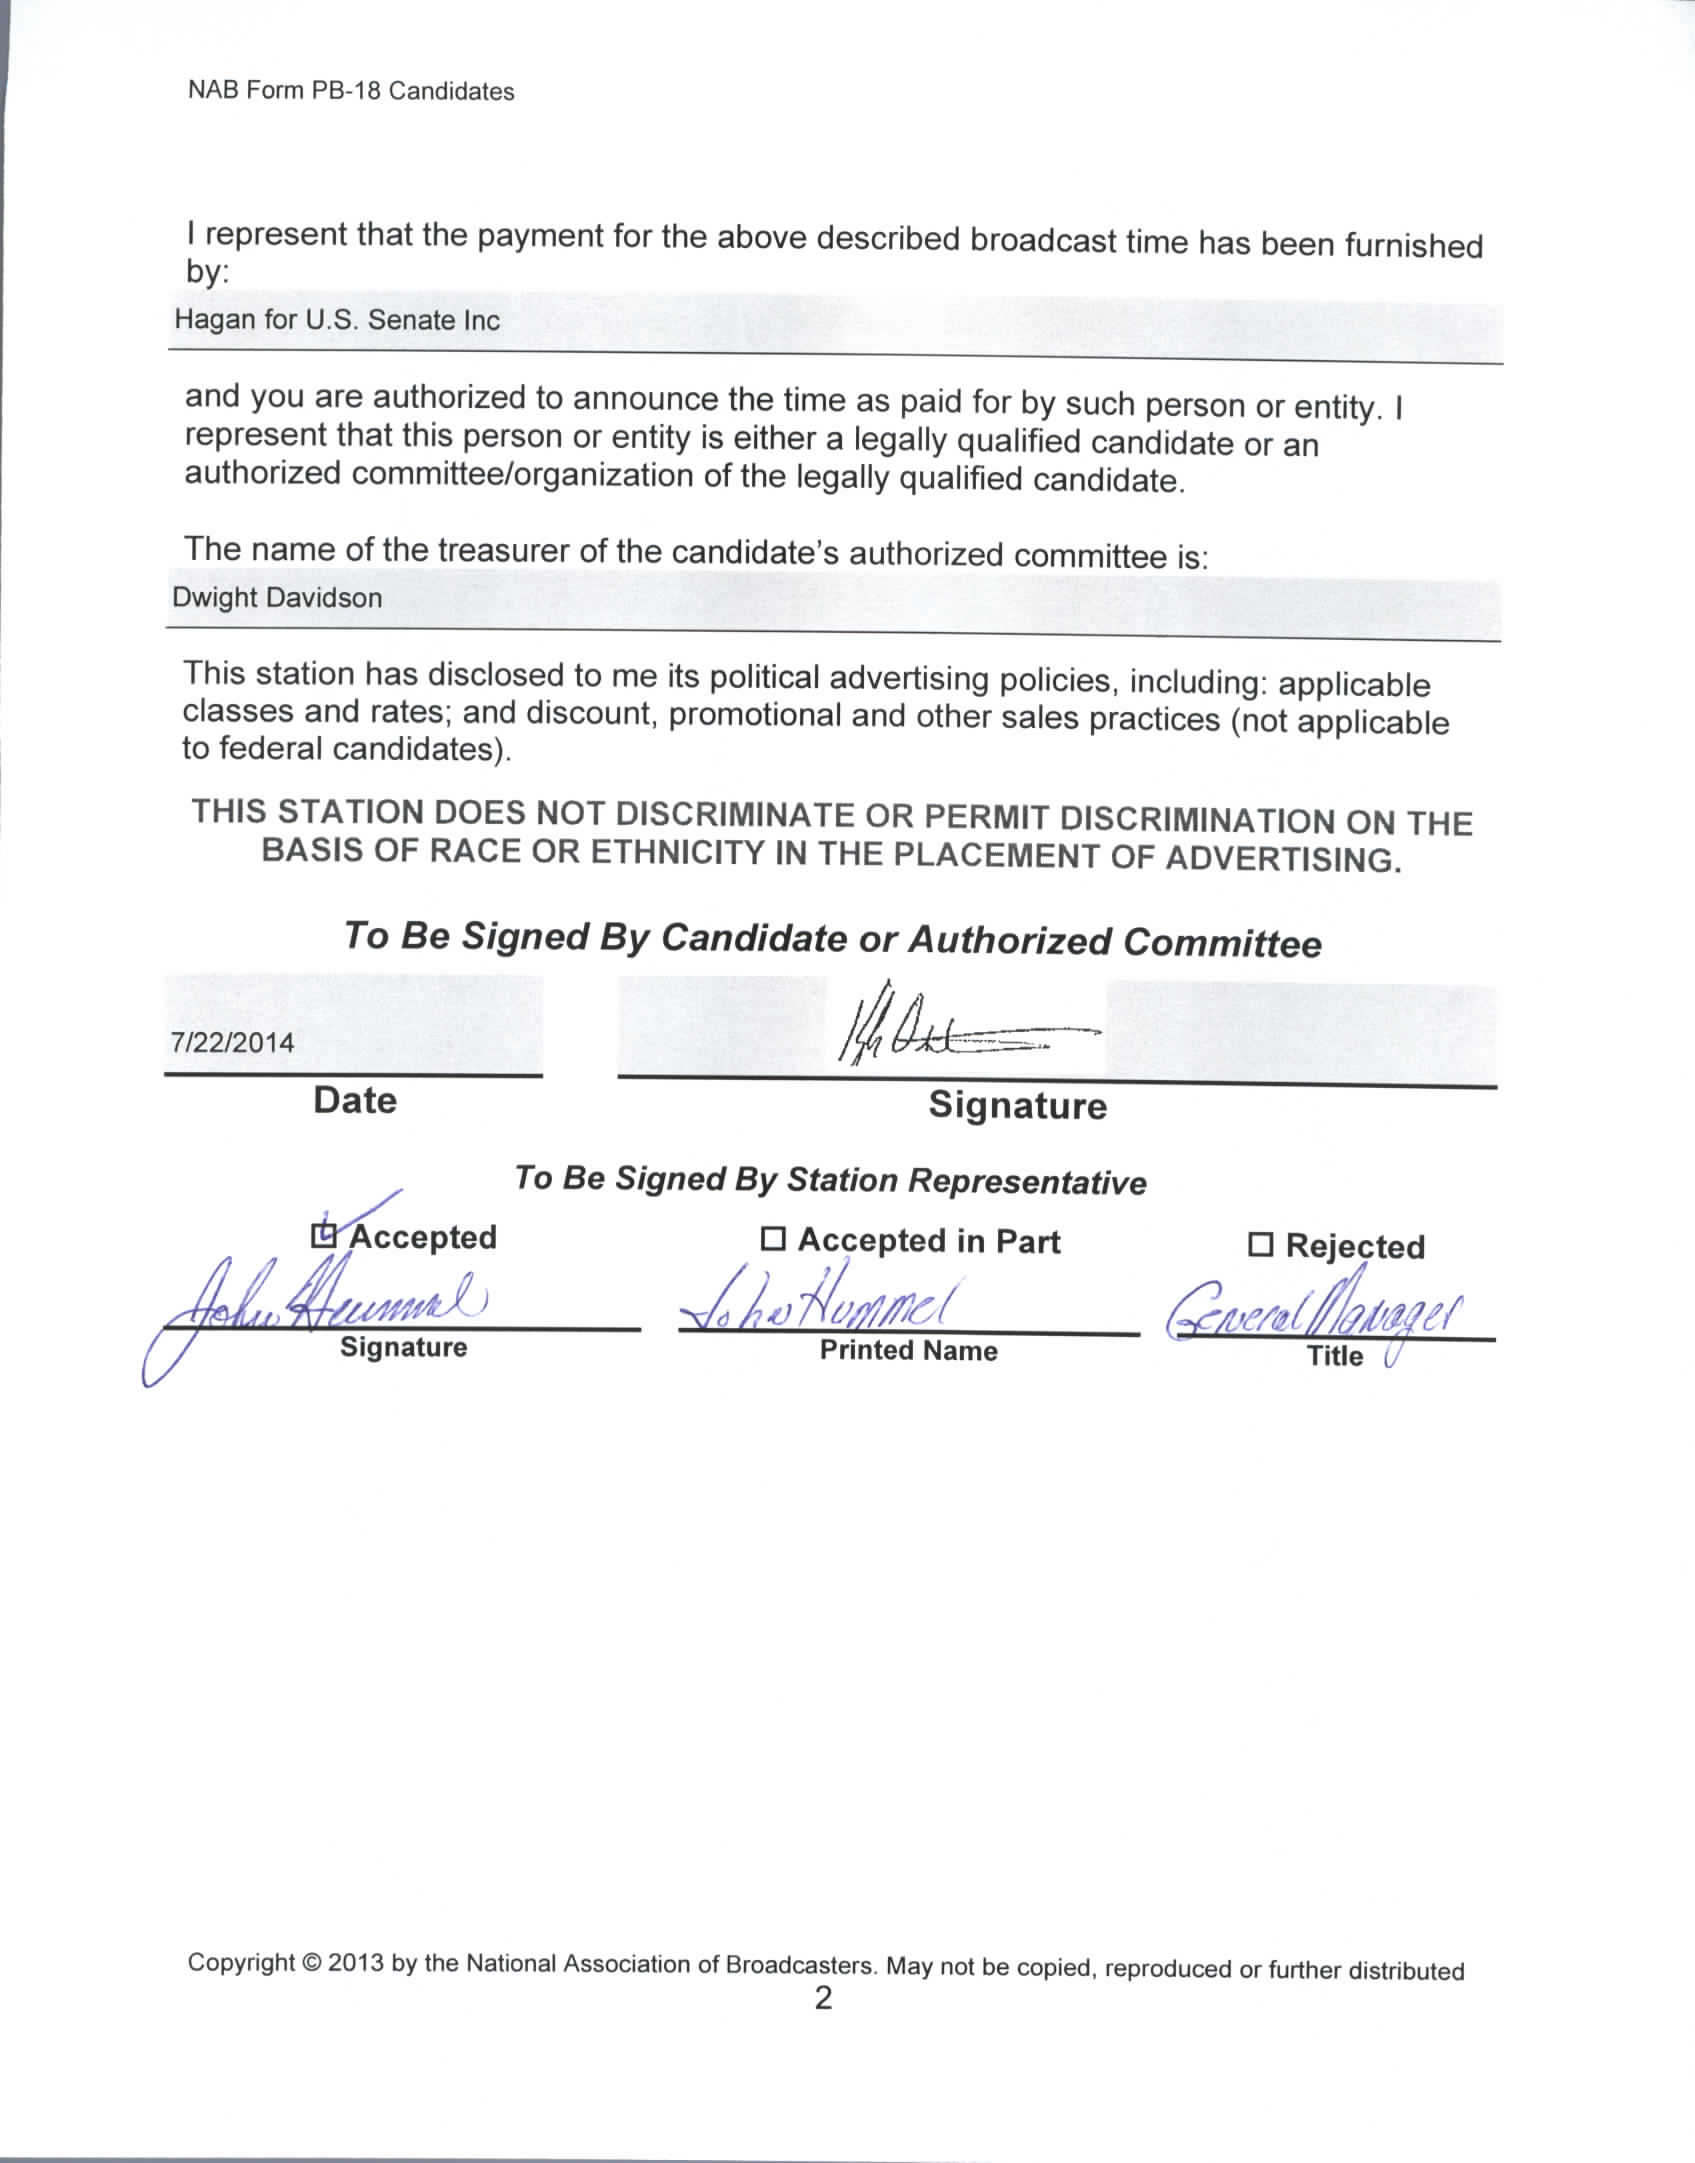 NAB Form PB-18 Candidates
I represent that the payment for the above described broadcast time has been furnished
by:
Hagan for U.S. Senate Inc
and you are authorized to announce the time as paid for by such person or entity. I
represent that this person or entity is either a legally qualified candidate or an
authorized committee/organization of the legally qualified candidate.
The name of the treasurer of the candidate's authorized committee is:
Dwight Davidson
This station has disclosed to me its political advertising policies, including: applicable
classes and rates; and discount, promotional and other sales practices (not applicable
to federal candidates).
THIS STATION DOES NOT DISCRIMINATE OR PERMIT DISCRIMINATION ON THE
BASIS OF RACE OR ETHNICITY IN THE PLACEMENT OF ADVERTISING.
To Be Signed By Candidate or Authorized Committee
7/22/2014
Date Signature
To Be Signed By Station Representative
Accepted Accepted in Part Rejected
John Hummel John Hummel General Manager
Signature Printed Name Title
Copyright © 2013 by the National Association of Broadcasters. May not be copied, reproduced or further distributed
2